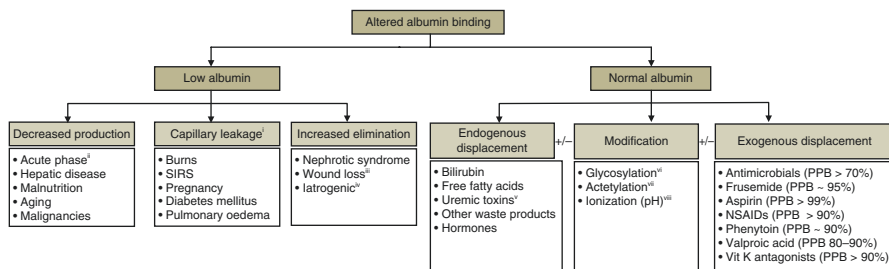 Altered albumin binding
Low albumin
Normal albumin
Decreased production
• Acute phaseⁱⁱ
• Hepatic disease
• Malnutrition
• Aging
• Malignancies
Capillary leakageⁱ
• Burns
• SIRS
• Pregnancy
• Diabetes mellitus
• Pulmonary oedema
Increased elimination
• Nephrotic syndrome
• Wound lossⁱⁱⁱ
• Iatrogenicⁱᵛ
Endogenous
displacement
• Bilirubin
• Free fatty acids
• Uremic toxinsᵛ
• Other waste products
• Hormones
+/–
Modification
• Glycosylationᵛⁱ
• Actetylationᵛⁱⁱ
• Ionization (pH)ᵛⁱⁱⁱ
+/–
Exogenous displacement
• Antimicrobials (PPB > 70%)
• Frusemide (PPB ~ 95%)
• Aspirin (PPB > 99%)
• NSAIDs (PPB > 90%)
• Phenytoin (PPB ~ 90%)
• Valproic acid (PPB 80–90%)
• Vit K antagonists (PPB > 90%)